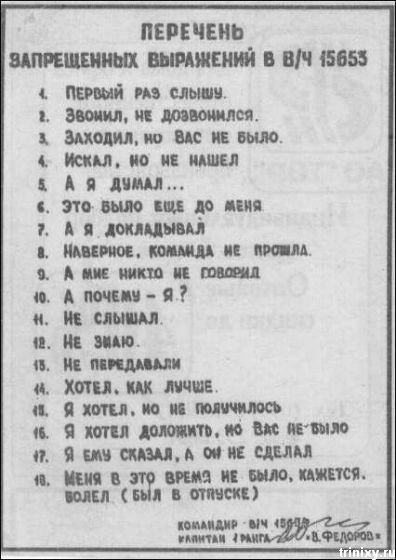 ПЕРЕЧЕНЬ
ЗАПРЕЩЕННЫХ ВЫРАЖЕНИЙ В В/Ч 15653
1. ПЕРВЫЙ РАЗ СЛЫШУ.
2. ЗВОНИЛ, НЕ ДОЗВОНИЛСЯ.
3. ЗАХОДИЛ, НО ВАС НЕ БЫЛО.
4. ИСКАЛ, НО НЕ НАШЕЛ
5. А Я ДУМАЛ...
6. ЭТО БЫЛО ЕЩЕ ДО МЕНЯ
7. А Я ДОКЛАДЫВАЛ
8. НАВЕРНОЕ, КОМАНДА НЕ ПРОШЛА.
9. А МНЕ НИКТО НЕ ГОВОРИЛ
10. А ПОЧЕМУ - Я?
11. НЕ СЛЫШАЛ.
12. НЕ ЗНАЮ.
13. НЕ ПЕРЕДАВАЛИ
14. ХОТЕЛ, КАК ЛУЧШЕ.
15. Я ХОТЕЛ, НО НЕ ПОЛУЧИЛОСЬ
16. Я ХОТЕЛ ДОЛОЖИТЬ, НО ВАС НЕ БЫЛО
17. Я ЕМУ СКАЗАЛ, А ОН НЕ СДЕЛАЛ
18. МЕНЯ В ЭТО ВРЕМЯ НЕ БЫЛО, КАЖЕТСЯ.
БОЛЕЛ (БЫЛ В ОТПУСКЕ)
КОМАНДИР В/Ч 15653
КАПИТАН 1 РАНГА "В.ФЕДОРОВ"
trinixy.ru